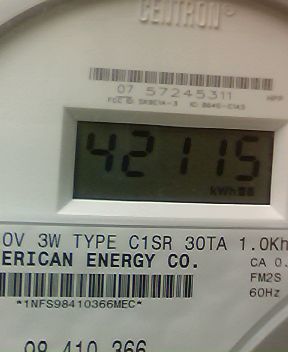 CENTRON®
07 57245311
42115
kWh
0V 3W TYPE C1SR 30TA 1.0Kh
ERICAN ENERGY CO.
CA 0.
FM2S
60Hz
*1NFS98410366MEC*
98 410 366